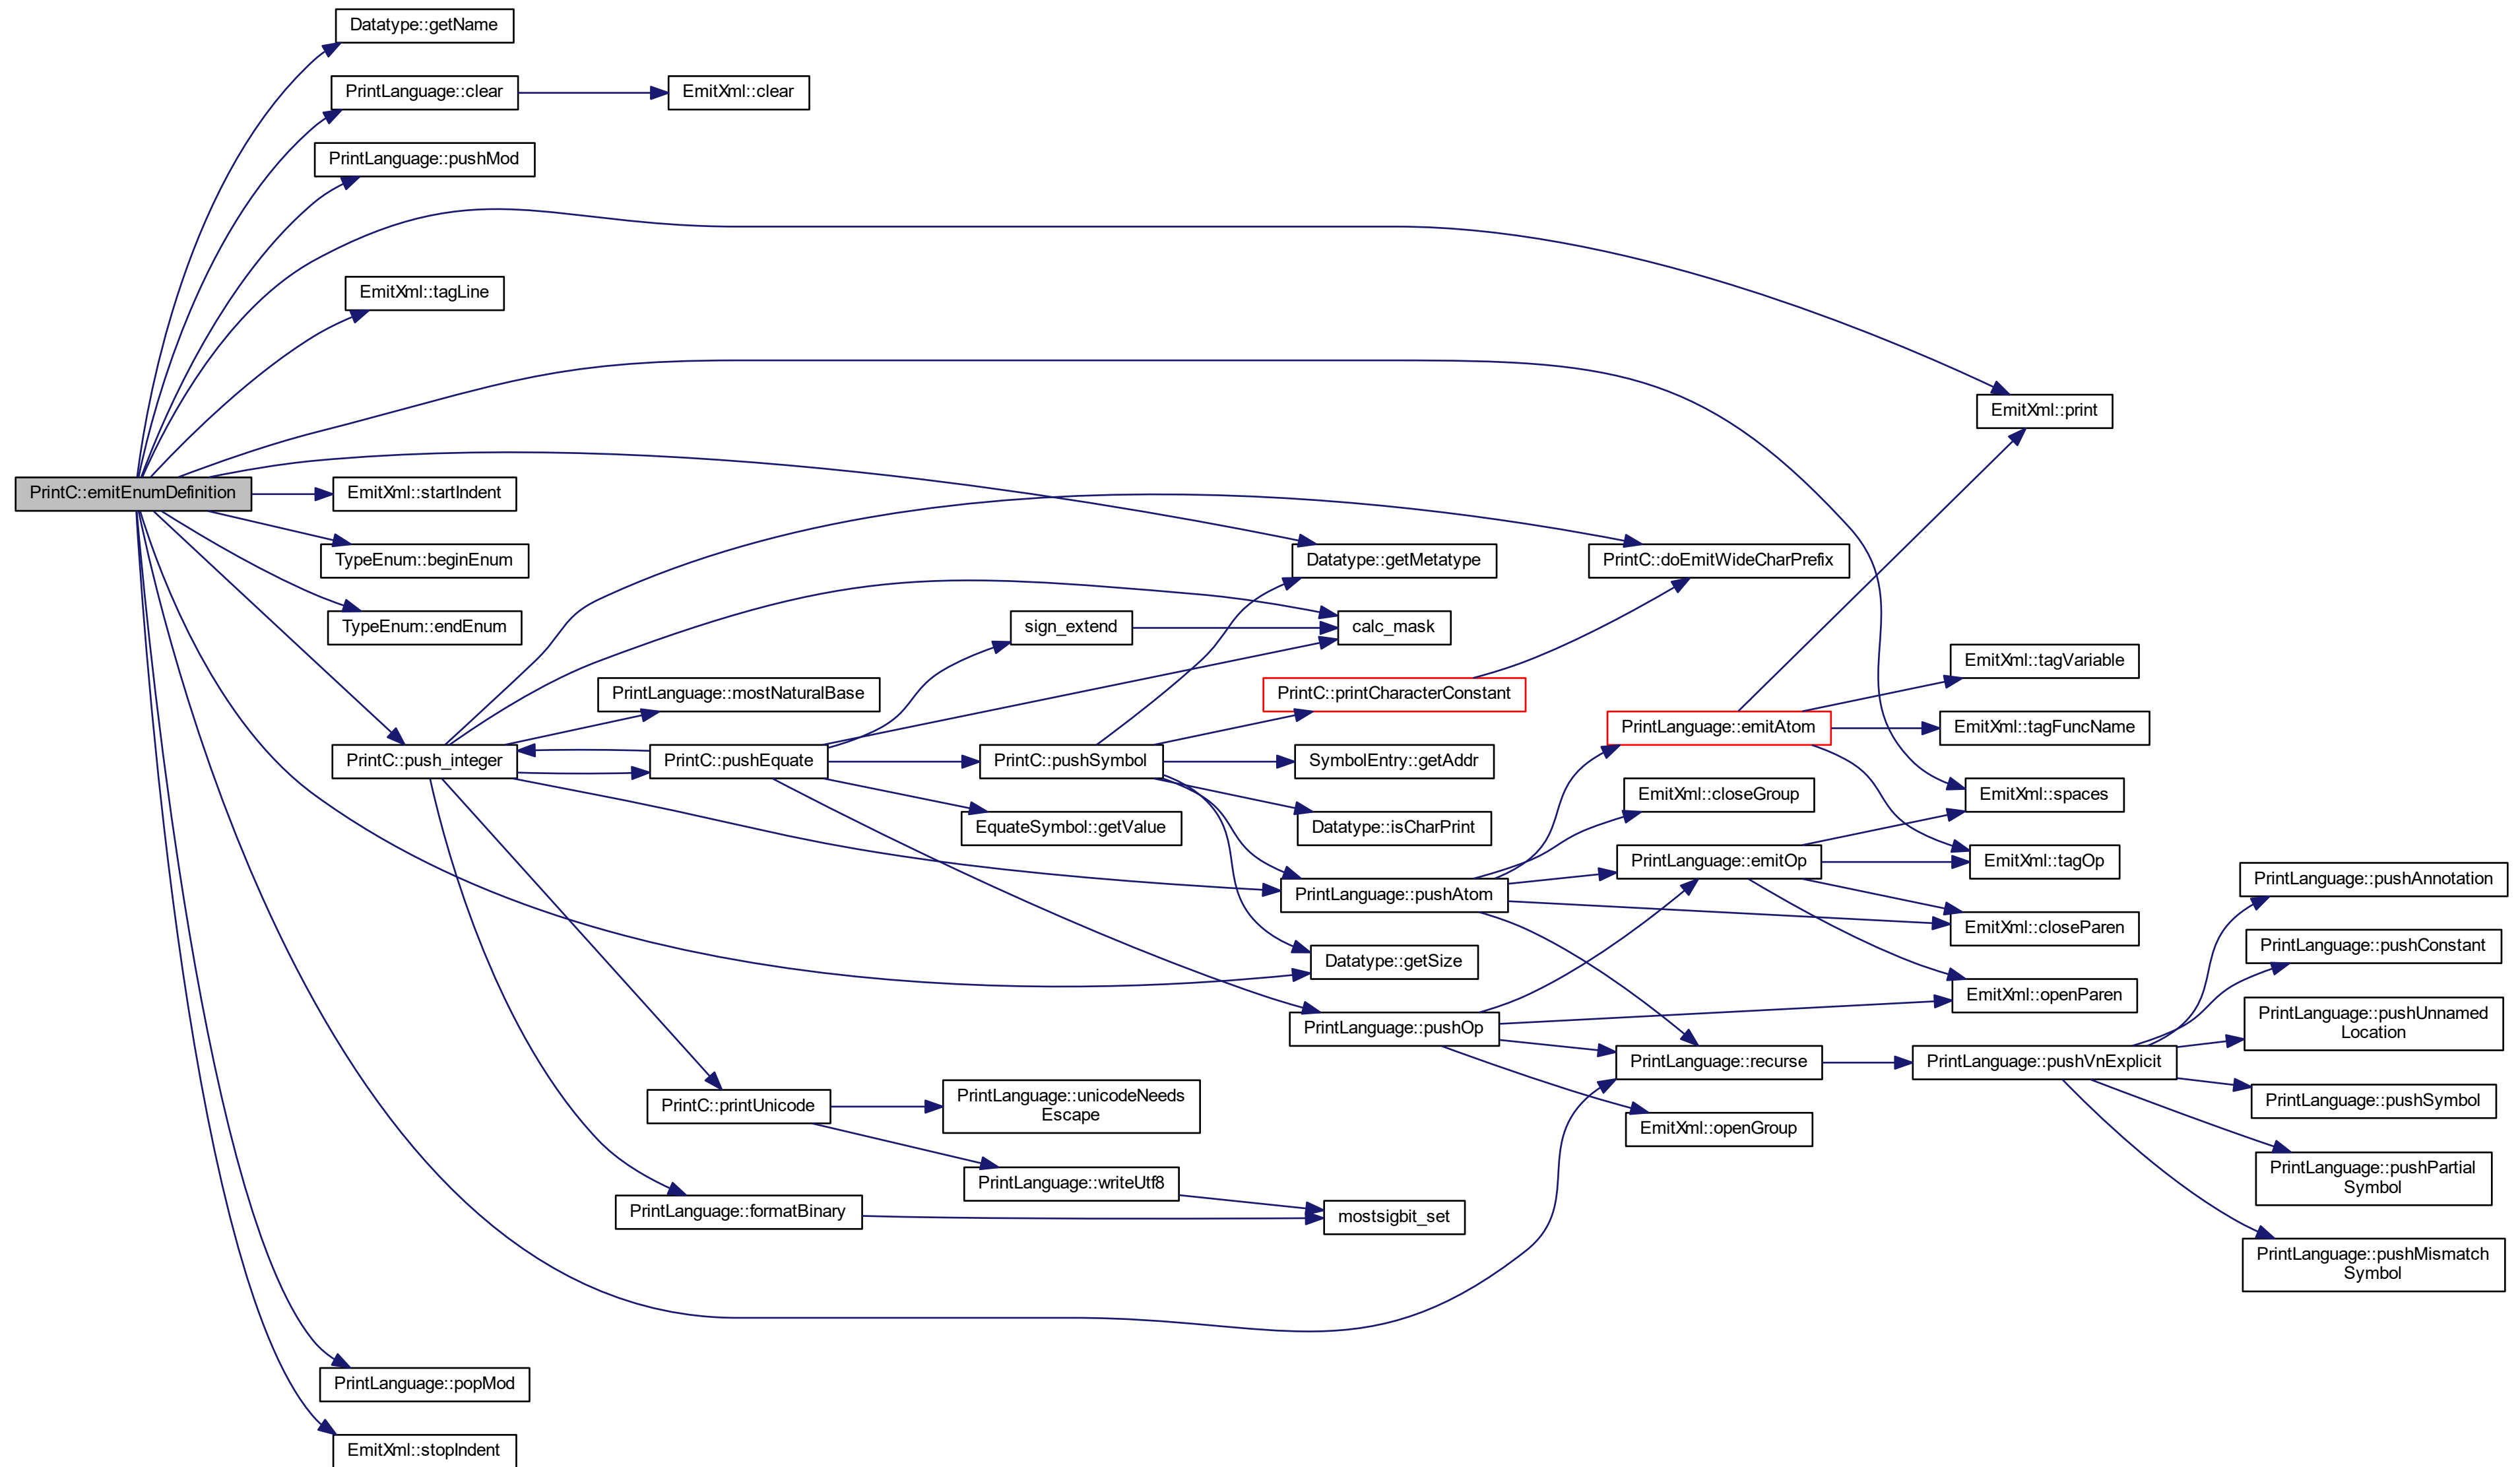 Datatype::getName
PrintLanguage::clear
EmitXml::clear
PrintLanguage::pushMod
EmitXml::tagLine
EmitXml::print
PrintC::emitEnumDefinition
EmitXml::startIndent
TypeEnum::beginEnum
Datatype::getMetatype
PrintC::doEmitWideCharPrefix
TypeEnum::endEnum
sign_extend
calc_mask
EmitXml::tagVariable
PrintLanguage::mostNaturalBase
PrintC::printCharacterConstant
PrintLanguage::emitAtom
EmitXml::tagFuncName
PrintC::push_integer
PrintC::pushEquate
PrintC::pushSymbol
SymbolEntry::getAddr
EmitXml::closeGroup
EmitXml::spaces
EquateSymbol::getValue
Datatype::isCharPrint
PrintLanguage::emitOp
EmitXml::tagOp
PrintLanguage::pushAnnotation
PrintLanguage::pushAtom
EmitXml::closeParen
PrintLanguage::pushConstant
Datatype::getSize
EmitXml::openParen
PrintLanguage::pushUnnamed
Location
PrintLanguage::pushOp
PrintLanguage::recurse
PrintLanguage::pushVnExplicit
PrintLanguage::pushSymbol
PrintC::printUnicode
PrintLanguage::unicodeNeeds
Escape
EmitXml::openGroup
PrintLanguage::writeUtf8
PrintLanguage::pushPartial
Symbol
PrintLanguage::formatBinary
mostsigbit_set
PrintLanguage::pushMismatch
Symbol
PrintLanguage::popMod
EmitXml::stopIndent